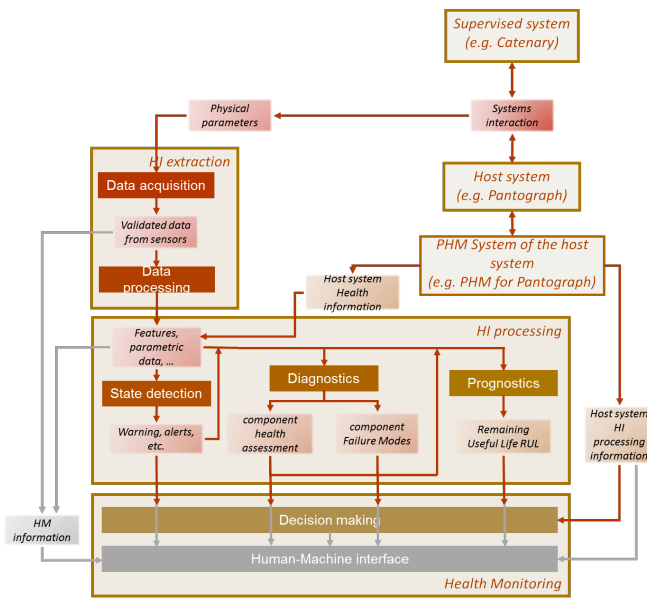 Supervised system
(e.g. Catenary)
Physical
parameters
Systems
interaction
HI extraction
Data acquisition
Host system
(e.g. Pantograph)
Validated data
from sensors
PHM System of the host
system
(e.g. PHM for Pantograph)
Data
processing
Host system
Health
information
Features,
parametric
data, ...
HI processing
Diagnostics
Prognostics
State detection
Warning, alerts,
etc.
component
health
assessment
component
Failure Modes
Remaining
Useful Life RUL
Host system
HI
processing
information
HM
information
Decision making
Human-Machine interface
Health Monitoring